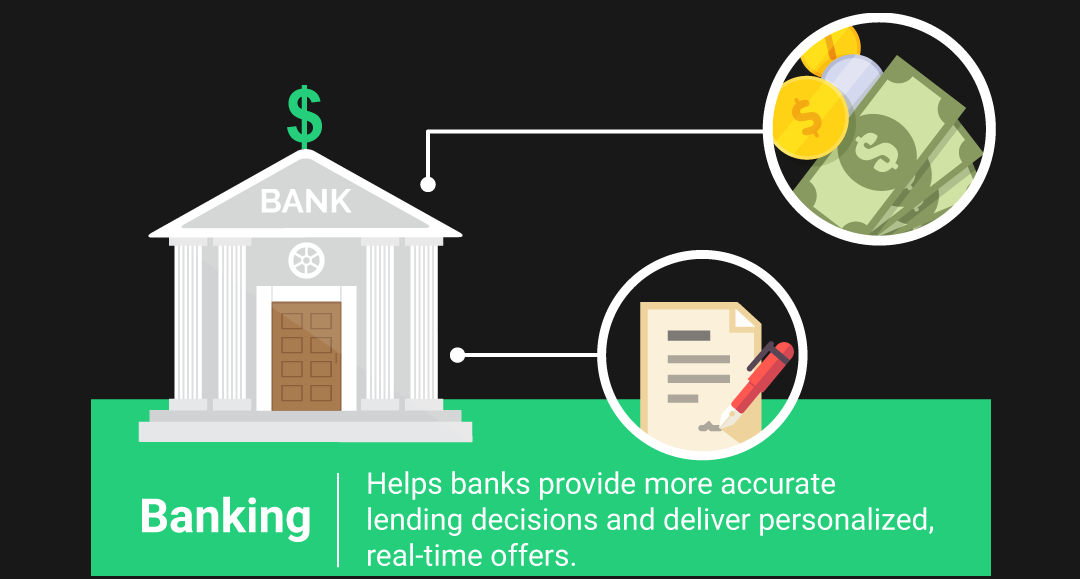 $
BANK
$
$
Banking
Helps banks provide more accurate
lending decisions and deliver personalized,
real-time offers.